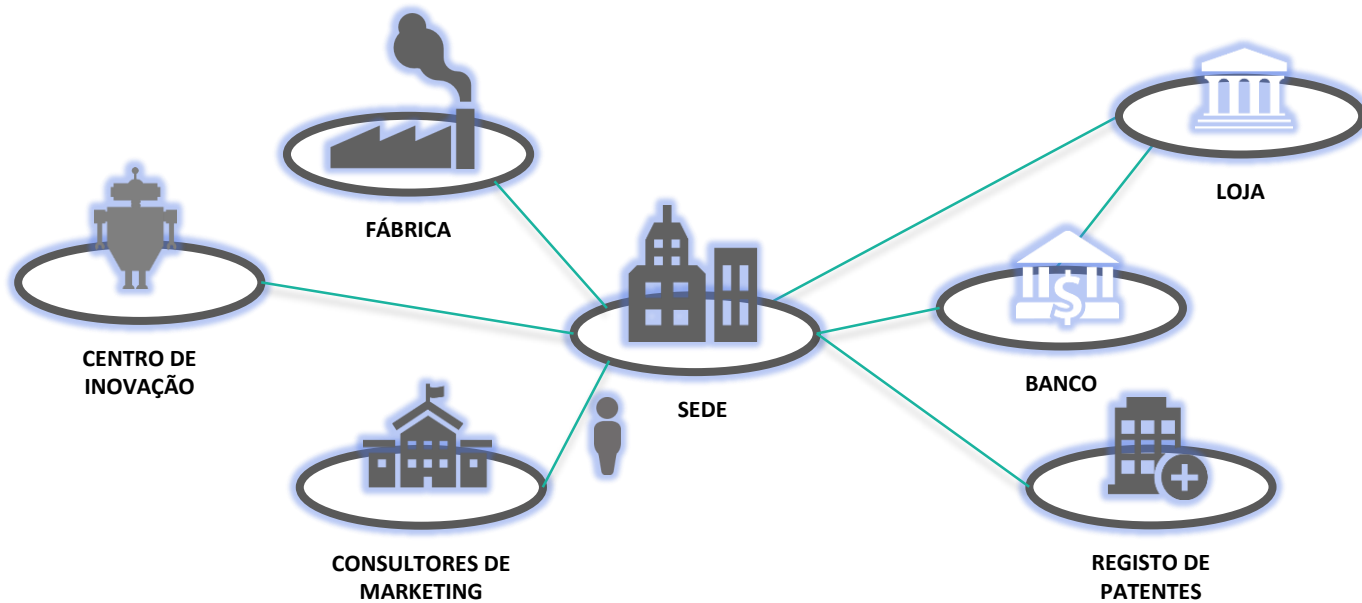 FÁBRICA
LOJA
CENTRO DE
INOVAÇÃO
SEDE
BANCO
$
CONSULTORES DE
MARKETING
REGISTO DE
PATENTES